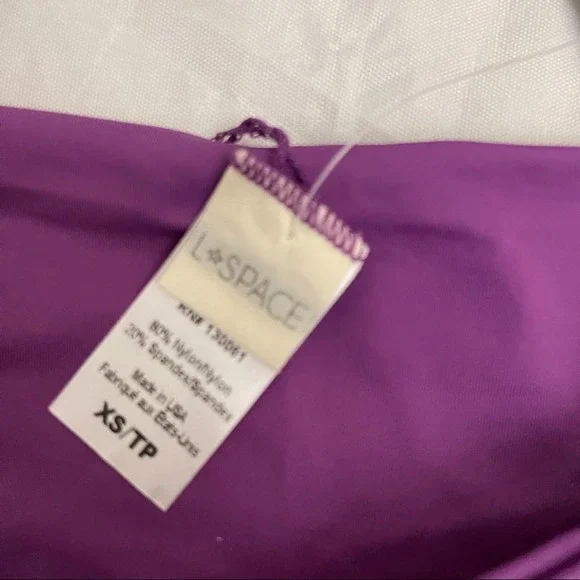 L*SPACE
RN# 130061
80% Nylon/Nylon
20% Spandex/Spandex
Made in USA
Fabriqué aux États-Unis
XS/TP